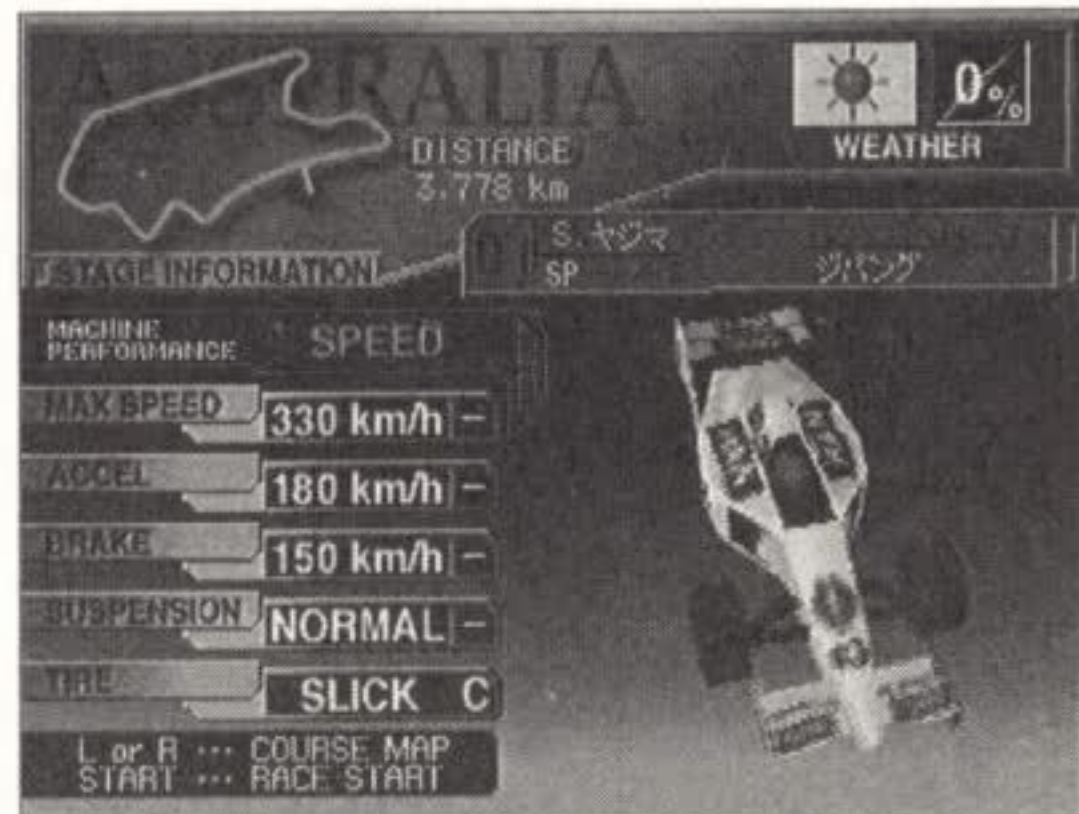 AUSTRALIA
0%
WEATHER
DISTANCE
3.778 km
S.ヤジマ
SP ジパング
STAGE INFORMATION
MACHINE
PERFORMANCE
SPEED
MAX SPEED 330 km/h -
ACCEL 180 km/h -
BRAKE 150 km/h -
SUSPENSION NORMAL -
TIRE SLICK C
L or R ... COURSE MAP
START ... RACE START